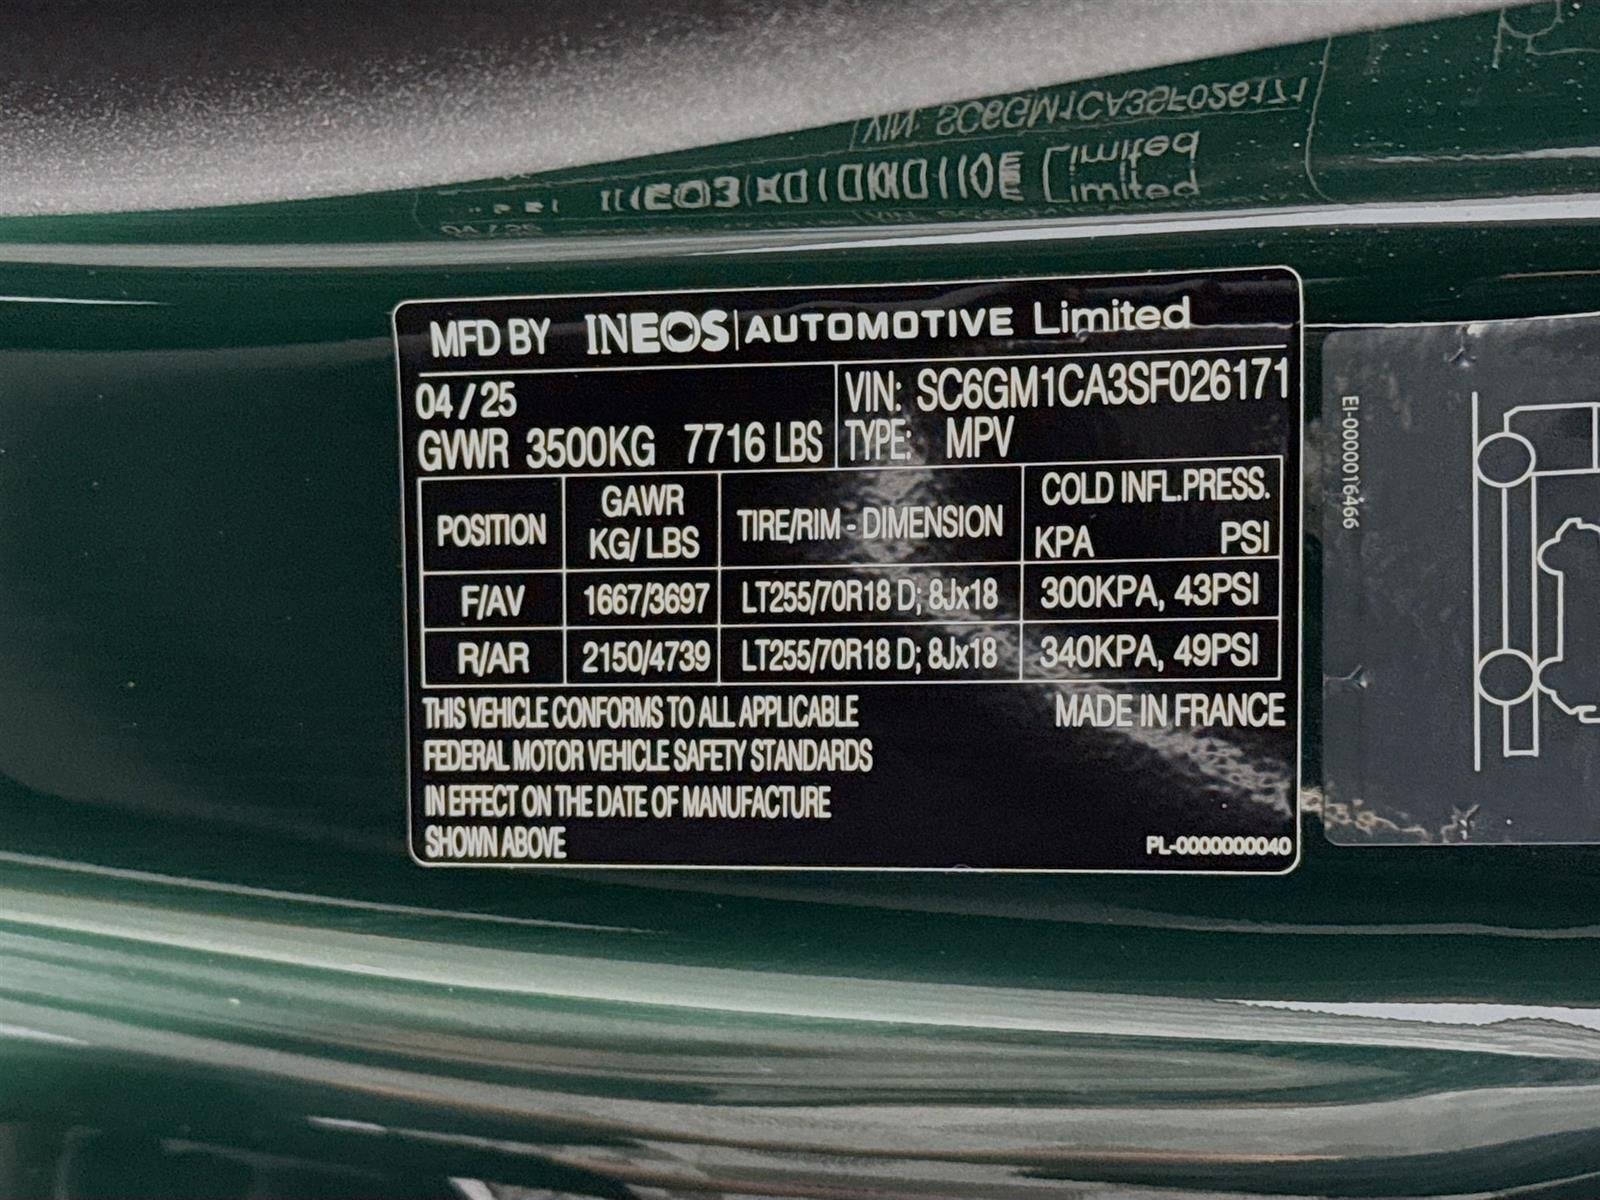 MFD BY INEOS|AUTOMOTIVE Limited
04 / 25
VIN: SC6GM1CA3SF026171
GVWR 3500KG 7716 LBS
TYPE: MPV
POSITION GAWR KG/ LBS TIRE/RIM - DIMENSION COLD INFL.PRESS. KPA PSI
F/AV 1667/3697 LT255/70R18 D; 8Jx18 300KPA, 43PSI
R/AR 2150/4739 LT255/70R18 D; 8Jx18 340KPA, 49PSI
THIS VEHICLE CONFORMS TO ALL APPLICABLE
FEDERAL MOTOR VEHICLE SAFETY STANDARDS
IN EFFECT ON THE DATE OF MANUFACTURE
SHOWN ABOVE
MADE IN FRANCE
PL-0000000040
EI-0000016466